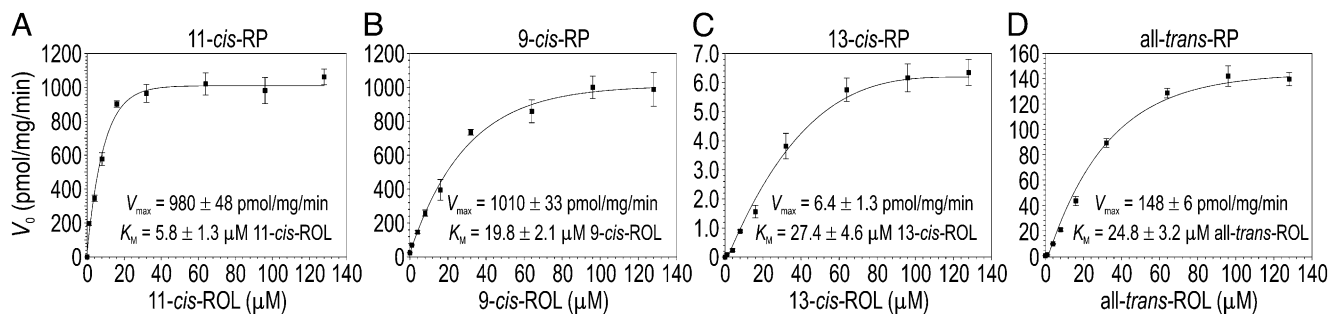 A 11-cis-RP
V₀ (pmol/mg/min)
1200
1000
800
600
400
200
0
Vmax = 980 ± 48 pmol/mg/min
KM = 5.8 ± 1.3 μM 11-cis-ROL
0 20 40 60 80 100 120 140
11-cis-ROL (μM)
B 9-cis-RP
1200
1000
800
600
400
200
0
Vmax = 1010 ± 33 pmol/mg/min
KM = 19.8 ± 2.1 μM 9-cis-ROL
0 20 40 60 80 100 120 140
9-cis-ROL (μM)
C 13-cis-RP
7.0
6.0
5.0
4.0
3.0
2.0
1.0
0.0
Vmax = 6.4 ± 1.3 pmol/mg/min
KM = 27.4 ± 4.6 μM 13-cis-ROL
0 20 40 60 80 100 120 140
13-cis-ROL (μM)
D all-trans-RP
160
140
120
100
80
60
40
20
0
Vmax = 148 ± 6 pmol/mg/min
KM = 24.8 ± 3.2 μM all-trans-ROL
0 20 40 60 80 100 120 140
all-trans-ROL (μM)